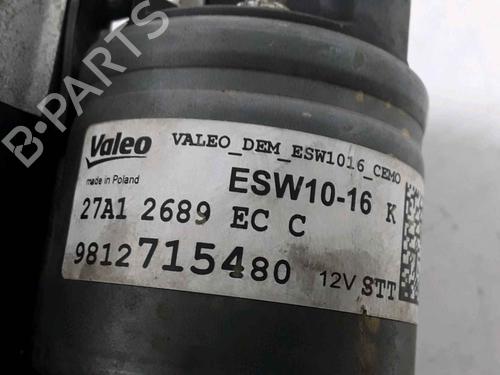 Valeo
VALEO_DEM_ESW1016_CEMO
made in Poland
ESW10-16 K
27A1 2689 EC C
9812715480
12V STT
B-PARTS